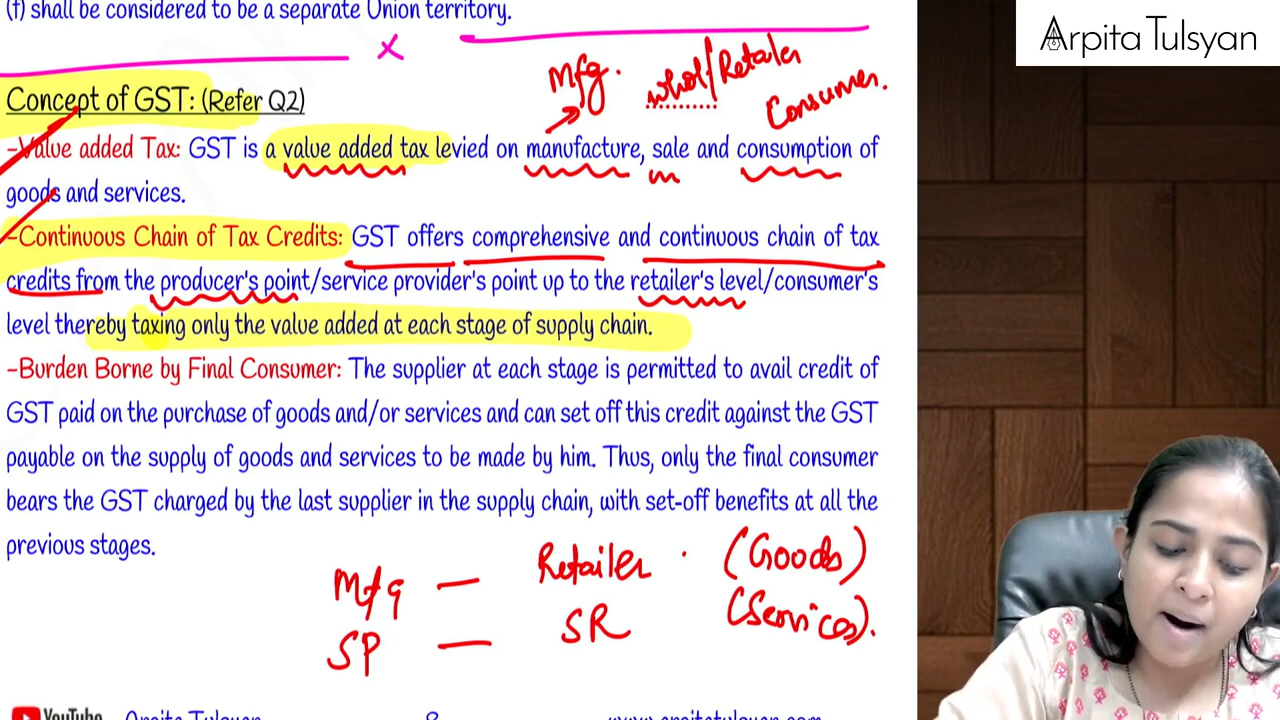 (f) shall be considered to be a separate Union territory.
Arpita Tulsyan
x
Mfg. whol/Retailer
Consumer.
Concept of GST: (Refer Q2)
-Value added Tax: GST is a value added tax levied on manufacture, sale and consumption of
goods and services.
-Continuous Chain of Tax Credits: GST offers comprehensive and continuous chain of tax
credits from the producer's point/service provider's point up to the retailer's level/consumer's
level thereby taxing only the value added at each stage of supply chain.
-Burden Borne by Final Consumer: The supplier at each stage is permitted to avail credit of
GST paid on the purchase of goods and/or services and can set off this credit against the GST
payable on the supply of goods and services to be made by him. Thus, only the final consumer
bears the GST charged by the last supplier in the supply chain, with set-off benefits at all the
previous stages.
Mfg — Retailer . (Goods)
SP — SR (Services).
YouTube Arpita Tulsyan 8 www.arpitatulsyan.com